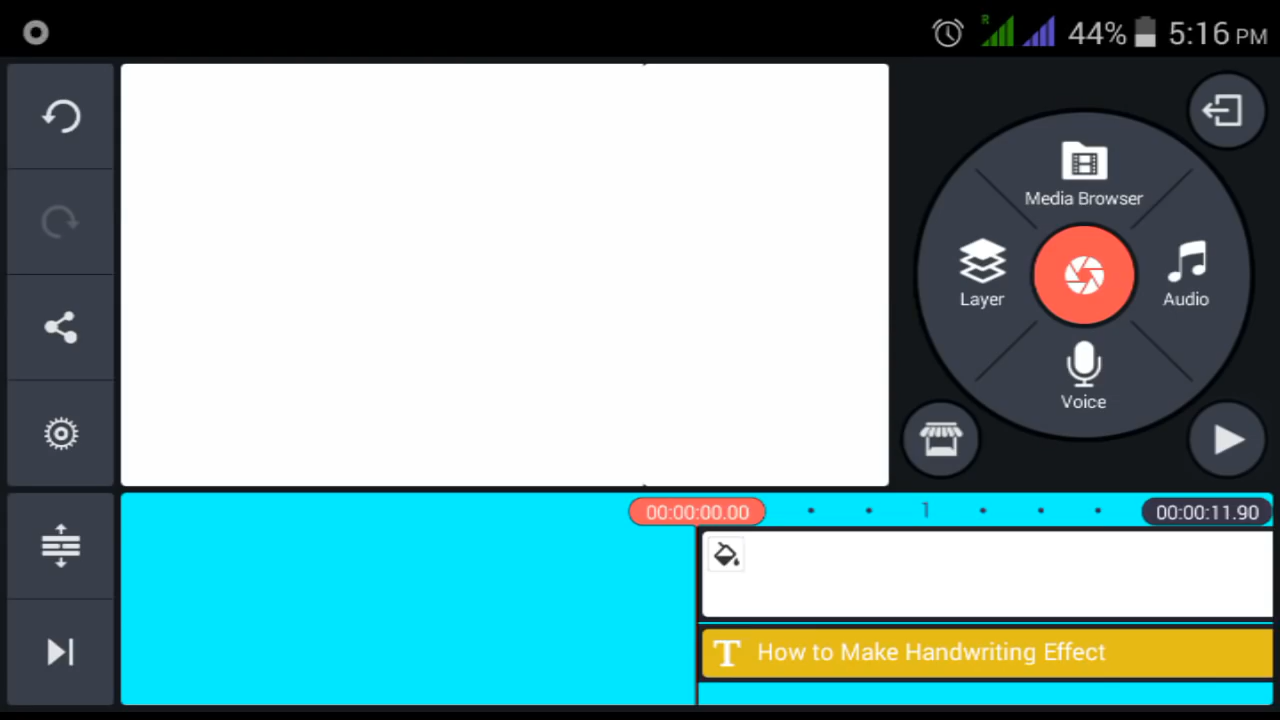 R
44%
5:16 PM
Media Browser
Layer
Audio
Voice
00:00:00.00
1
00:00:11.90
T How to Make Handwriting Effect